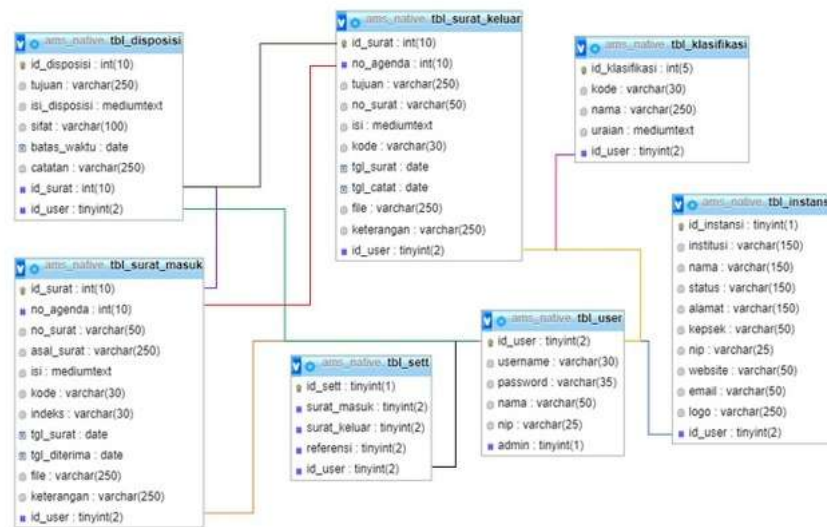 ams_native. tbl_disposisi
id_disposisi : int(10)
tujuan : varchar(250)
isi_disposisi : mediumtext
sifat : varchar(100)
batas_waktu : date
catatan : varchar(250)
id_surat : int(10)
id_user : tinyint(2)
ams_native. tbl_surat_masuk
id_surat : int(10)
no_agenda : int(10)
no_surat : varchar(50)
asal_surat : varchar(250)
isi : mediumtext
kode : varchar(30)
indeks : varchar(30)
tgl_surat : date
tgl_diterima : date
file : varchar(250)
keterangan : varchar(250)
id_user : tinyint(2)
ams_native. tbl_surat_keluar
id_surat : int(10)
no_agenda : int(10)
tujuan : varchar(250)
no_surat : varchar(50)
isi : mediumtext
kode : varchar(30)
tgl_surat : date
tgl_catat : date
file : varchar(250)
keterangan : varchar(250)
id_user : tinyint(2)
ams_native. tbl_sett
id_sett : tinyint(1)
surat_masuk : tinyint(2)
surat_keluar : tinyint(2)
referensi : tinyint(2)
id_user : tinyint(2)
ams_native. tbl_user
id_user : tinyint(2)
username : varchar(30)
password : varchar(35)
nama : varchar(50)
nip : varchar(25)
admin : tinyint(1)
ams_native. tbl_klasifikasi
id_klasifikasi : int(5)
kode : varchar(30)
nama : varchar(250)
uraian : mediumtext
id_user : tinyint(2)
ams_native. tbl_instansi
id_instansi : tinyint(1)
institusi : varchar(150)
nama : varchar(150)
status : varchar(150)
alamat : varchar(150)
kepsek : varchar(50)
nip : varchar(25)
website : varchar(50)
email : varchar(50)
logo : varchar(250)
id_user : tinyint(2)